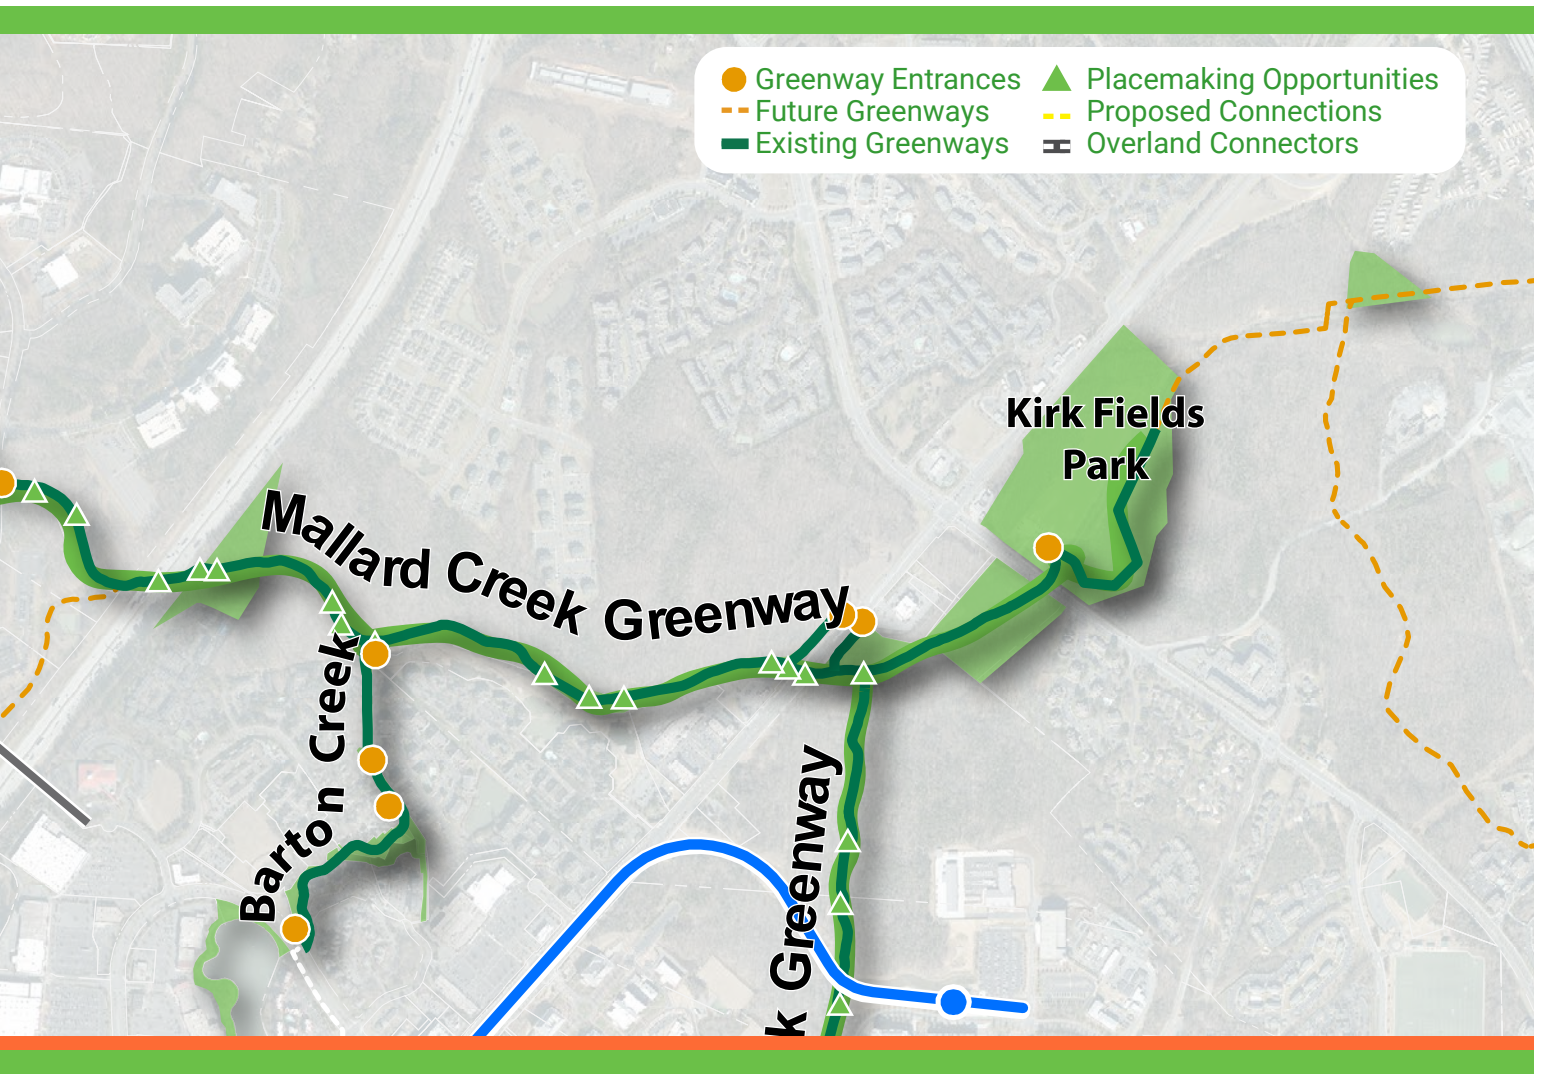 Greenway Entrances
Future Greenways
Existing Greenways
Placemaking Opportunities
Proposed Connections
Overland Connectors
Kirk Fields
Park
Mallard Creek Greenway
Barton Creek
k Greenway